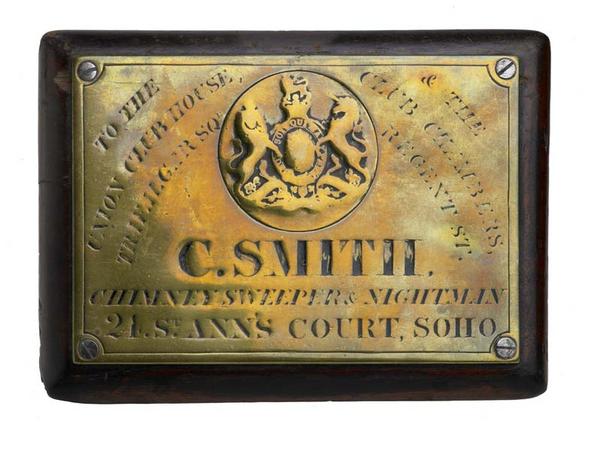 TO THE
UNION CLUB HOUSE,
TRAFALGAR SQ.
& THE
CLUB CHAMBERS,
REGENT ST.
C. SMITH.
CHIMNEY SWEEPER & NIGHTMAN
21. ST. ANN'S COURT, SOHO